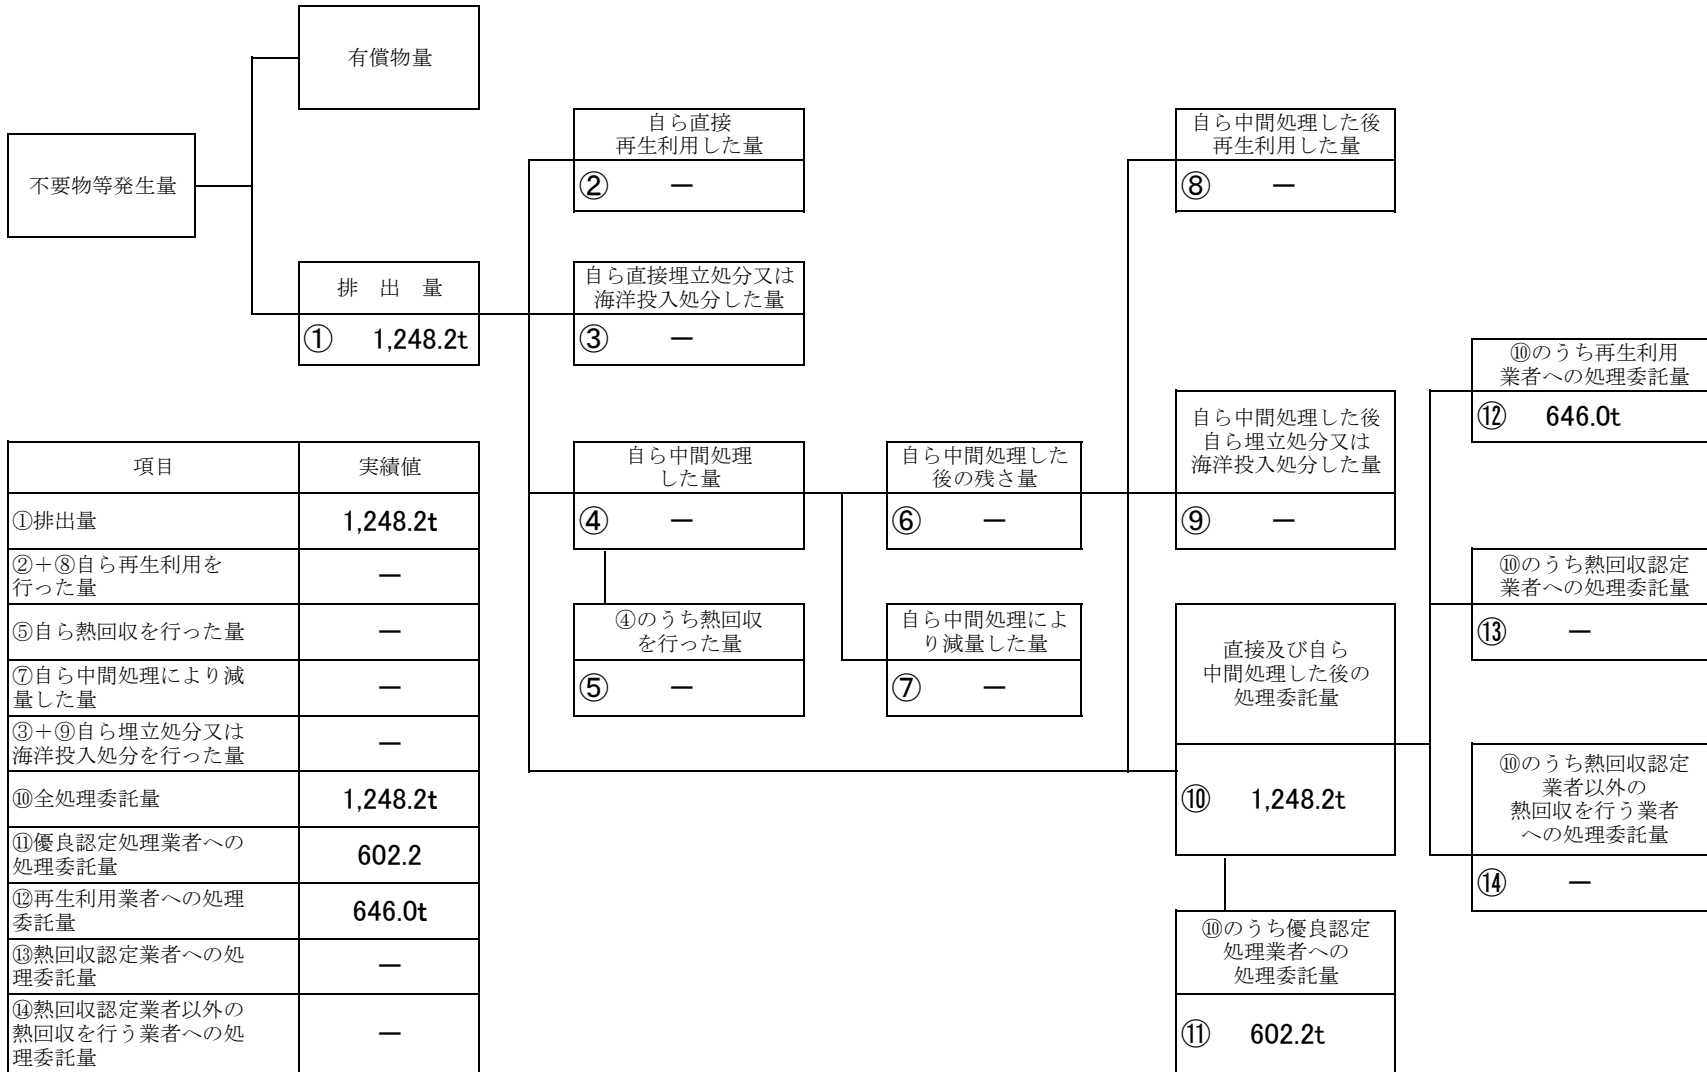 有償物量
不要物等発生量
排　出　量
① 1,248.2t
自ら直接
再生利用した量
② －
自ら直接埋立処分又は
海洋投入処分した量
③ －
自ら中間処理
した量
④ －
④のうち熱回収
を行った量
⑤ －
自ら中間処理した
後の残さ量
⑥ －
自ら中間処理によ
り減量した量
⑦ －
自ら中間処理した後
再生利用した量
⑧ －
自ら中間処理した後
自ら埋立処分又は
海洋投入処分した量
⑨ －
直接及び自ら
中間処理した後の
処理委託量
⑩ 1,248.2t
⑩のうち優良認定
処理業者への
処理委託量
⑪ 602.2t
⑩のうち再生利用
業者への処理委託量
⑫ 646.0t
⑩のうち熱回収認定
業者への処理委託量
⑬ －
⑩のうち熱回収認定
業者以外の
熱回収を行う業者
への処理委託量
⑭ －
項目 実績値
①排出量 1,248.2t
②＋⑧自ら再生利用を
行った量 －
⑤自ら熱回収を行った量 －
⑦自ら中間処理により減
量した量 －
③＋⑨自ら埋立処分又は
海洋投入処分を行った量 －
⑩全処理委託量 1,248.2t
⑪優良認定処理業者への
処理委託量 602.2
⑫再生利用業者への処理
委託量 646.0t
⑬熱回収認定業者への処
理委託量 －
⑭熱回収認定業者以外の
熱回収を行う業者への処
理委託量 －